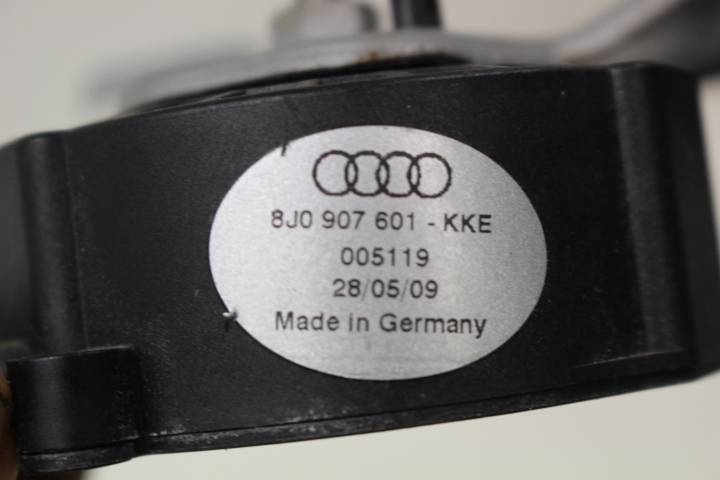 8J0 907 601 - KKE
005119
28/05/09
Made in Germany